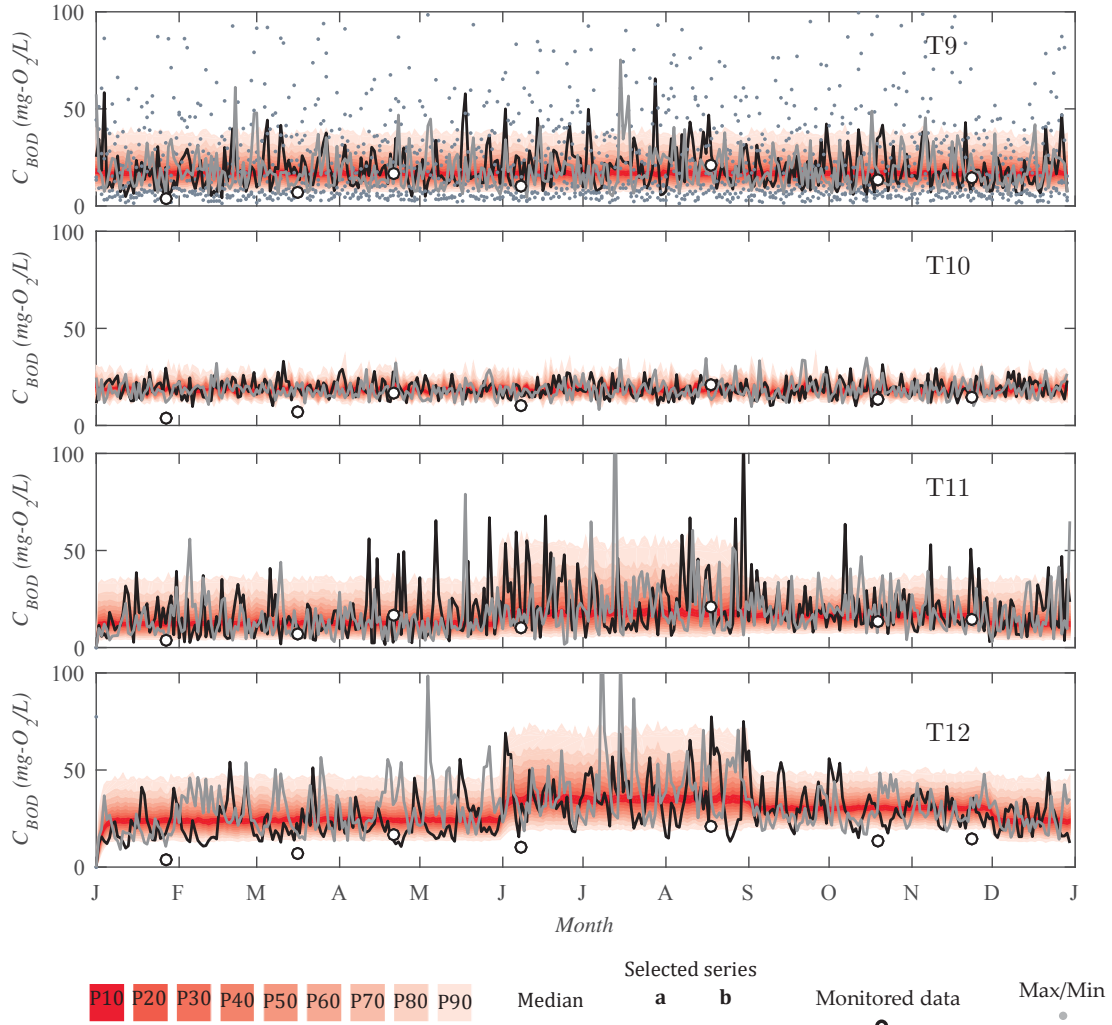 100
50
0
C_BOD (mg-O_2/L)
T9
100
50
0
C_BOD (mg-O_2/L)
T10
100
50
0
C_BOD (mg-O_2/L)
T11
100
50
0
C_BOD (mg-O_2/L)
T12
J F M A M J J A S O N D J
Month
P10 P20 P30 P40 P50 P60 P70 P80 P90
Median
Selected series
a b
Monitored data
Max/Min